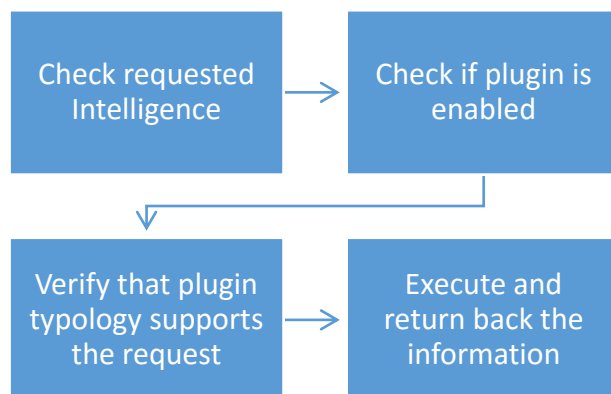 Check requested
Intelligence
Check if plugin is
enabled
Verify that plugin
typology supports
the request
Execute and
return back the
information